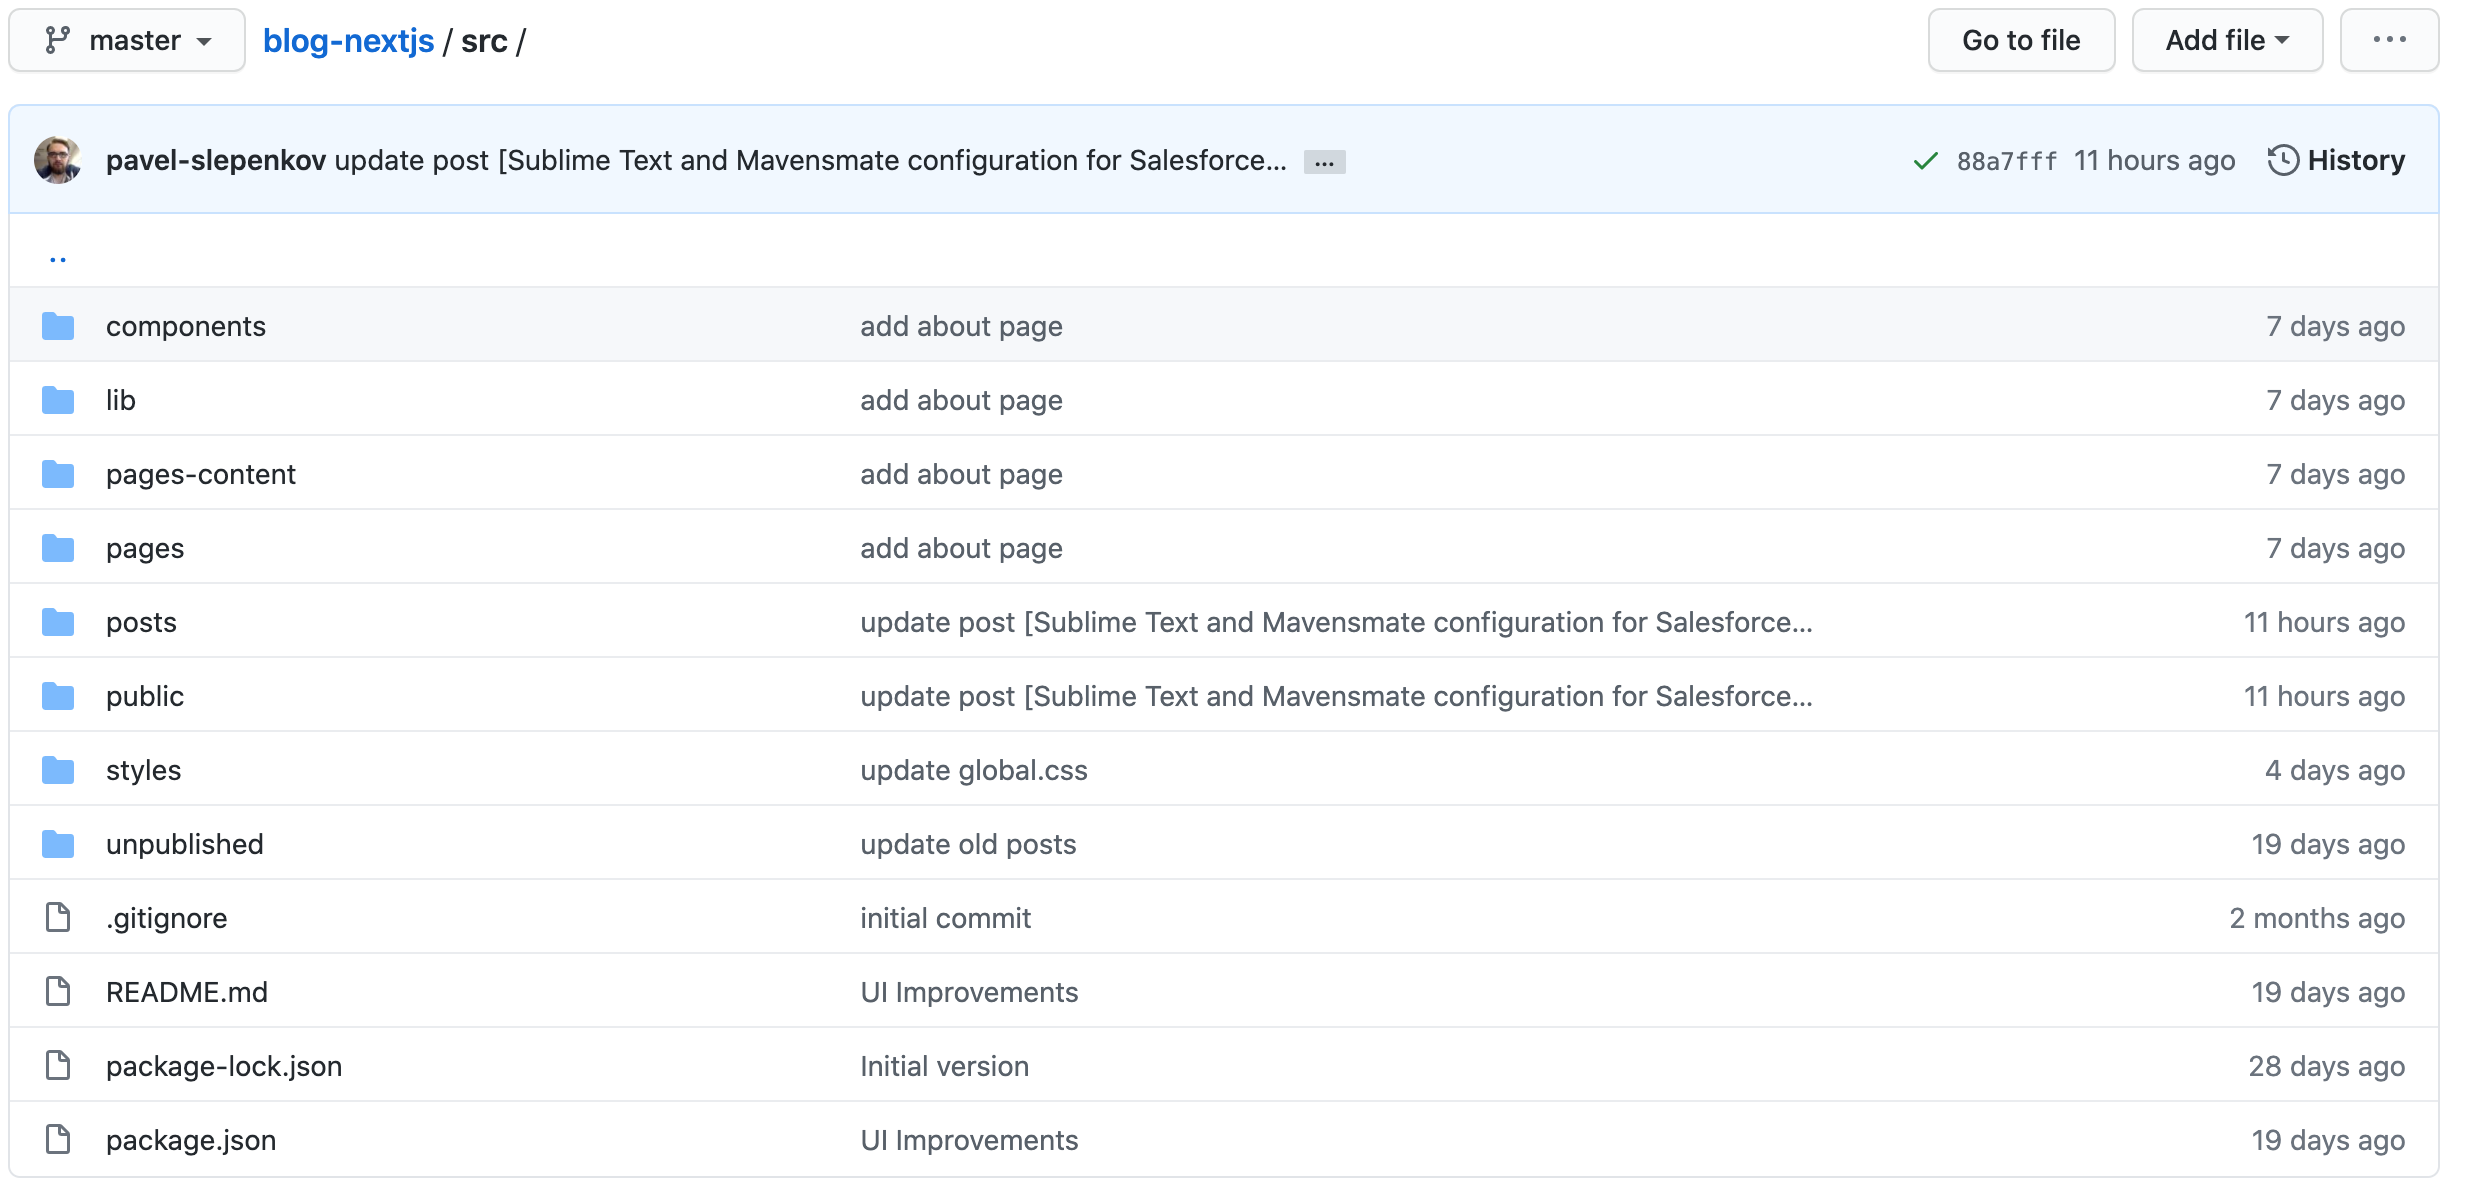 master blog-nextjs / src / Go to file Add file ...
pavel-slepenkov update post [Sublime Text and Mavensmate configuration for Salesforce... ... 88a7fff 11 hours ago History
..
components add about page 7 days ago
lib add about page 7 days ago
pages-content add about page 7 days ago
pages add about page 7 days ago
posts update post [Sublime Text and Mavensmate configuration for Salesforce... 11 hours ago
public update post [Sublime Text and Mavensmate configuration for Salesforce... 11 hours ago
styles update global.css 4 days ago
unpublished update old posts 19 days ago
.gitignore initial commit 2 months ago
README.md UI Improvements 19 days ago
package-lock.json Initial version 28 days ago
package.json UI Improvements 19 days ago